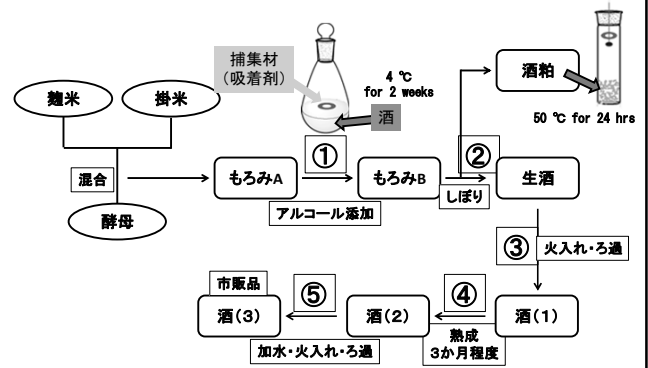 捕集材
(吸着剤)
4 ℃
for 2 weeks
酒
酒粕
50 ℃ for 24 hrs
麹米
掛米
混合
酵母
もろみA
①
アルコール添加
もろみB
②
しぼり
生酒
③
火入れ・ろ過
市販品
酒(3)
⑤
加水・火入れ・ろ過
酒(2)
④
熟成
3か月程度
酒(1)